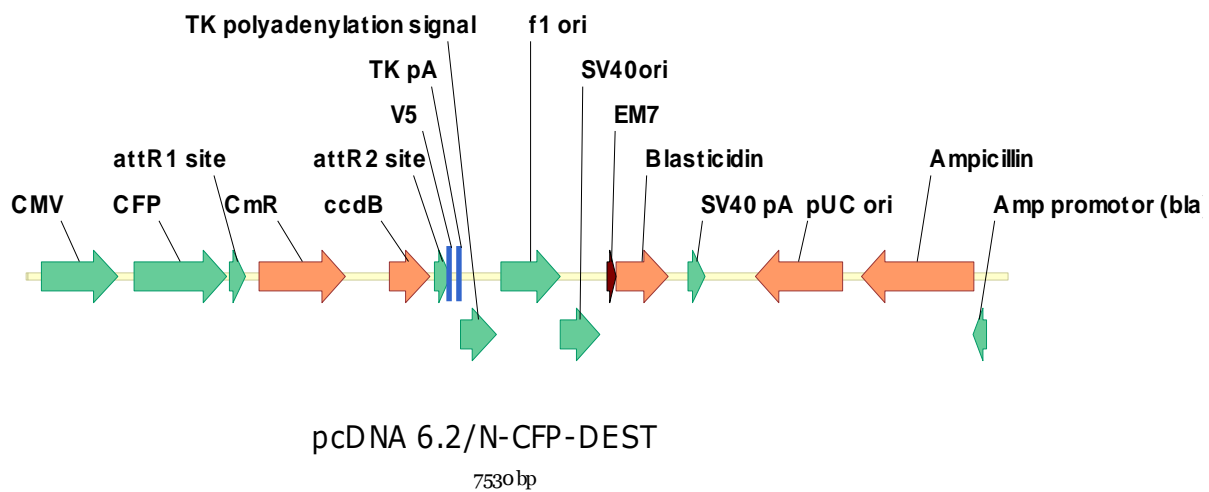 TK polyadenylation signal f1 ori
TK pA SV40ori
V5 EM7
attR1 site attR2 site Blasticidin Ampicillin
CMV CFP CmR ccdB SV40 pA pUC ori Amp promotor (bla
pcDNA 6.2/N-CFP-DEST
7530 bp